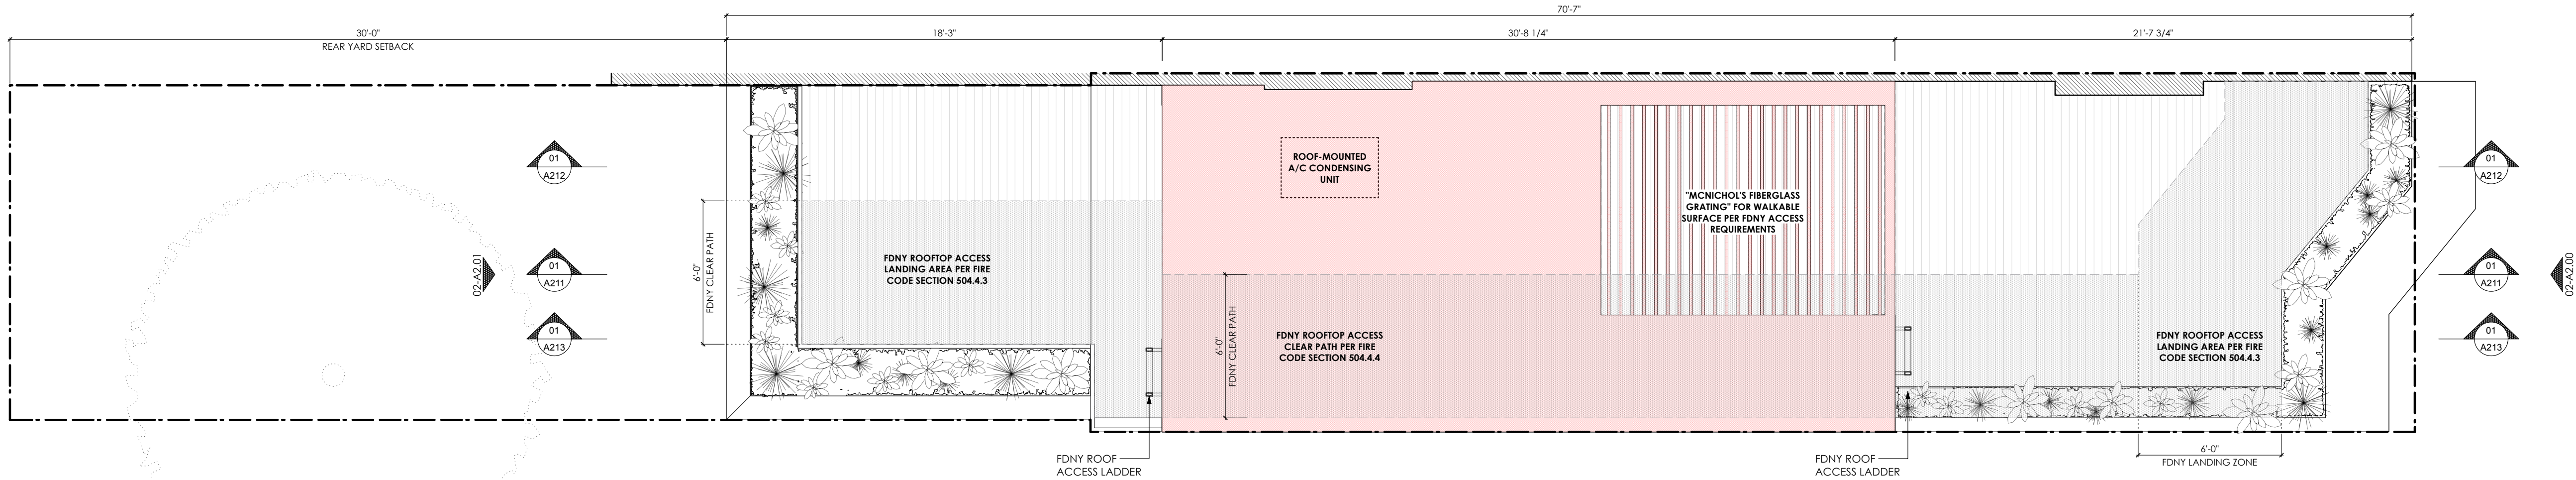 70'-7"
30'-0"
REAR YARD SETBACK
18'-3"
30'-8 1/4"
21'-7 3/4"
01
A212
01
A211
01
A213
02-A2.01
6'-0"
FDNY CLEAR PATH
FDNY ROOFTOP ACCESS
LANDING AREA PER FIRE
CODE SECTION 504.4.3
ROOF-MOUNTED
A/C CONDENSING
UNIT
"MCNICHOL'S FIBERGLASS
GRATING" FOR WALKABLE
SURFACE PER FDNY ACCESS
REQUIREMENTS
6'-0"
FDNY CLEAR PATH
FDNY ROOFTOP ACCESS
CLEAR PATH PER FIRE
CODE SECTION 504.4.4
FDNY ROOFTOP ACCESS
LANDING AREA PER FIRE
CODE SECTION 504.4.3
01
A212
01
A211
01
A213
02-A2.00
FDNY ROOF
ACCESS LADDER
FDNY ROOF
ACCESS LADDER
6'-0"
FDNY LANDING ZONE